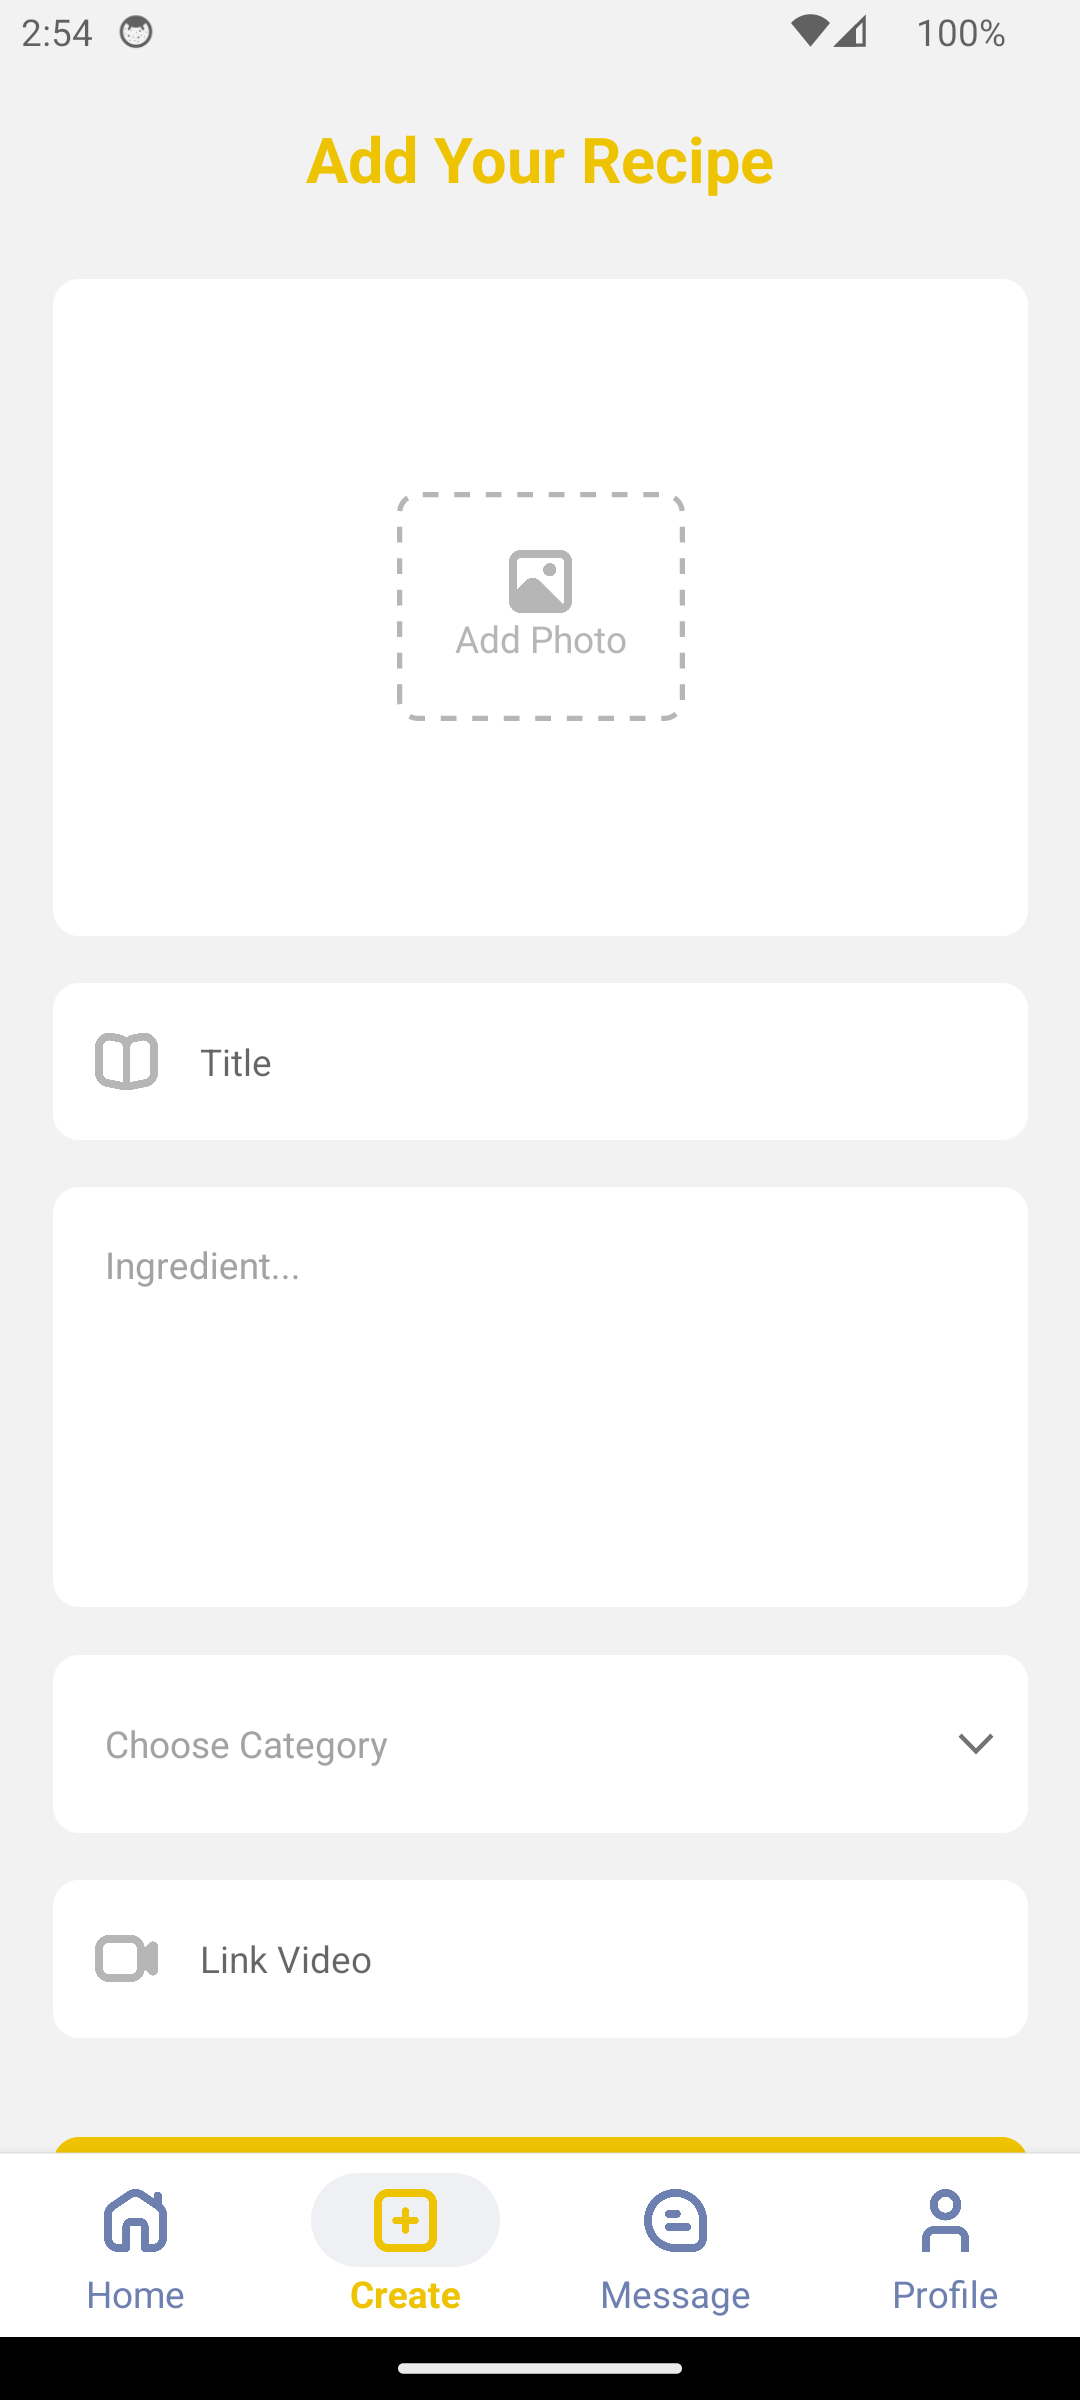 2:54
100%
Add Your Recipe
Add Photo
Title
Ingredient...
Choose Category
Link Video
Home
Create
Message
Profile